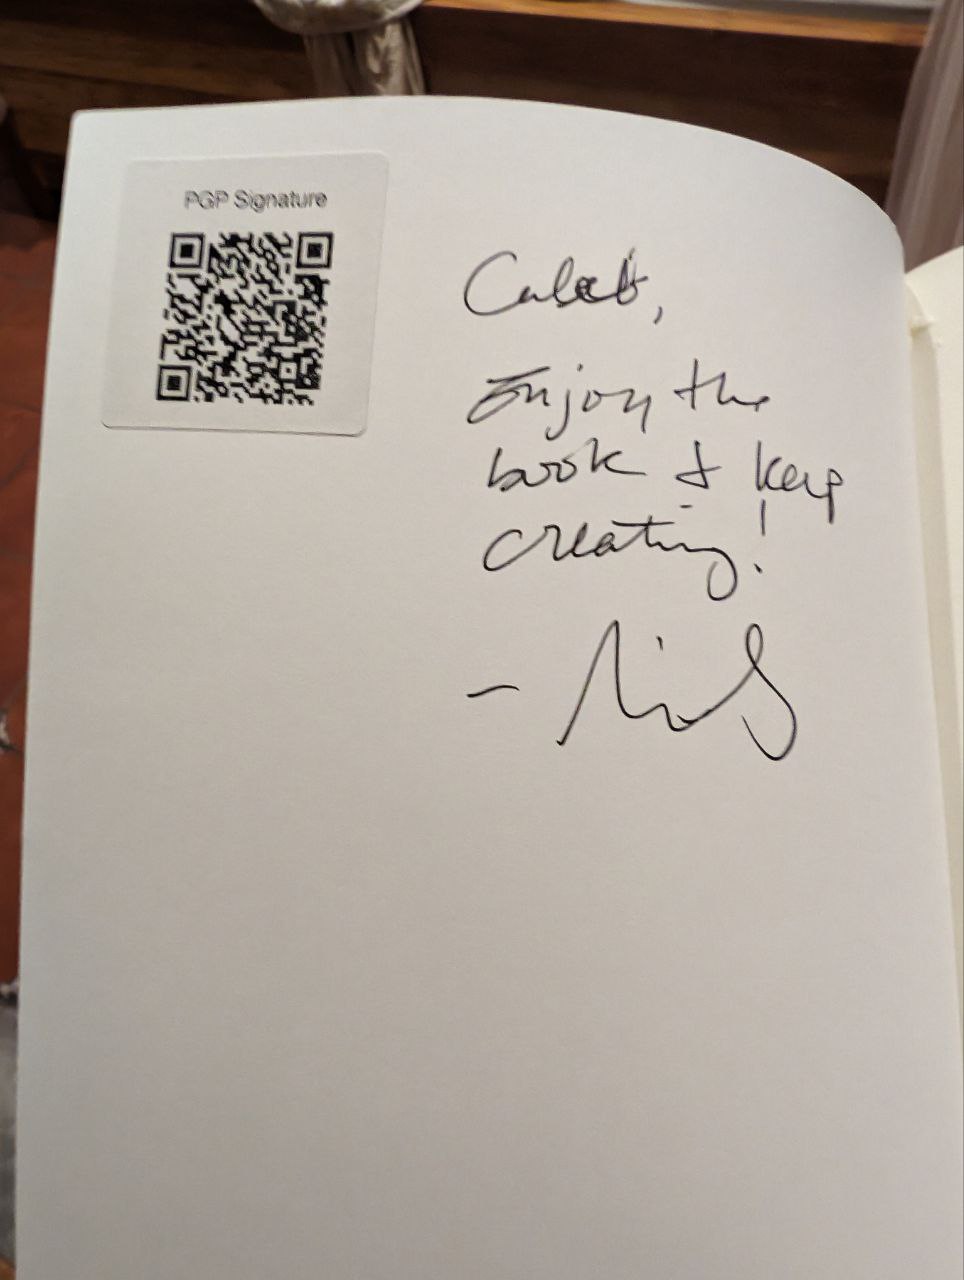 PGP Signature
Caleb,
Enjoy the
book & keep
creating!